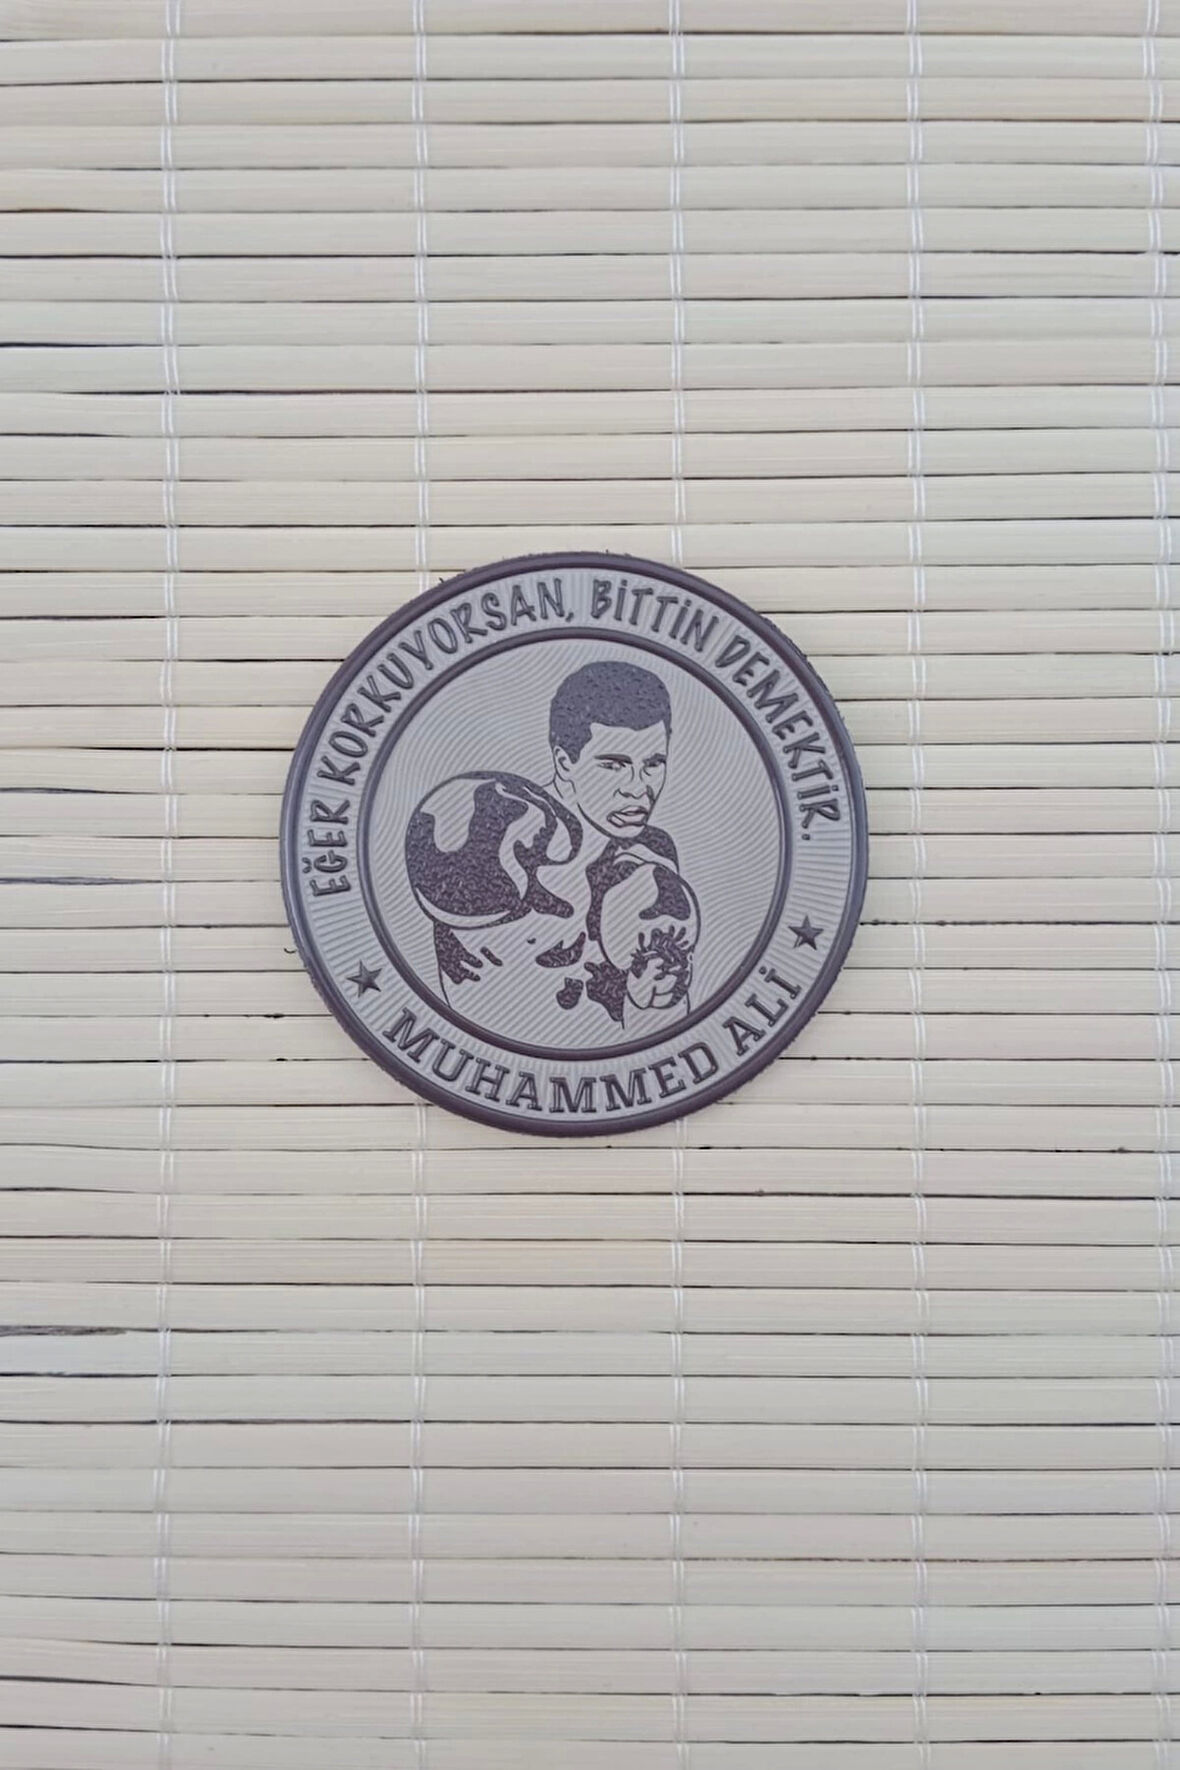 EĞER KORKUYORSAN, BİTTİN DEMEKTİR.
★ MUHAMMED ALİ ★